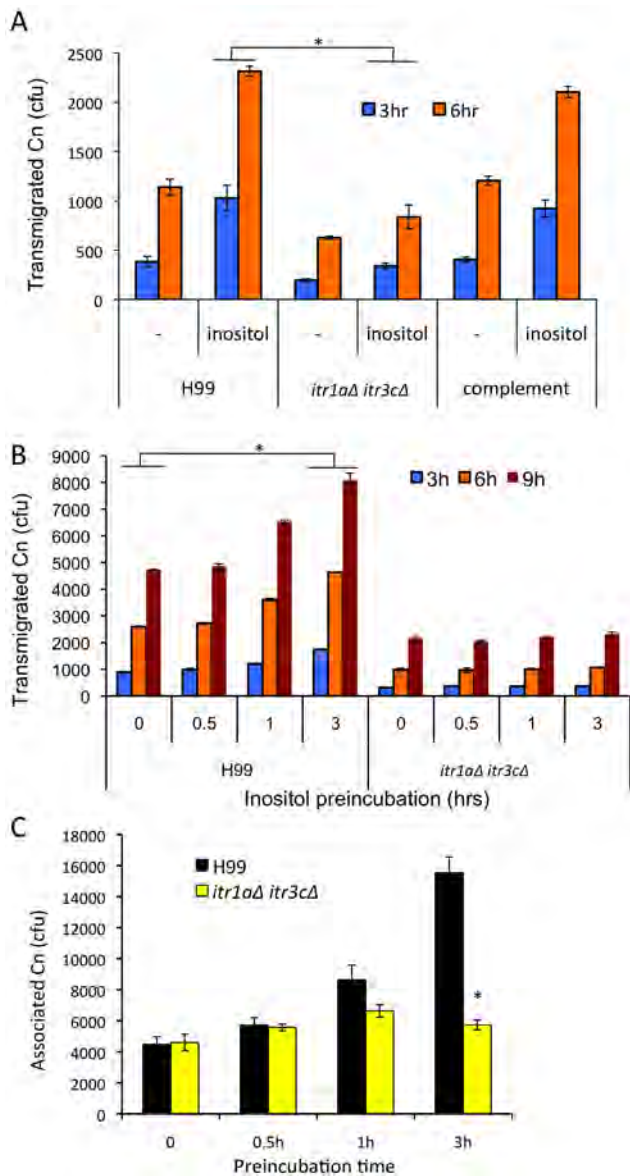 A
*
2500
2000
1500
1000
500
0
Transmigrated Cn (cfu)
3hr 6hr
- inositol - inositol - inositol
H99 itr1aΔ itr3cΔ complement
B
*
9000
8000
7000
6000
5000
4000
3000
2000
1000
0
Transmigrated Cn (cfu)
3h 6h 9h
0 0.5 1 3 0 0.5 1 3
H99 itr1aΔ itr3cΔ
Inositol preincubation (hrs)
C
18000
16000
14000
12000
10000
8000
6000
4000
2000
0
Associated Cn (cfu)
H99
itr1aΔ itr3cΔ
*
0 0.5h 1h 3h
Preincubation time